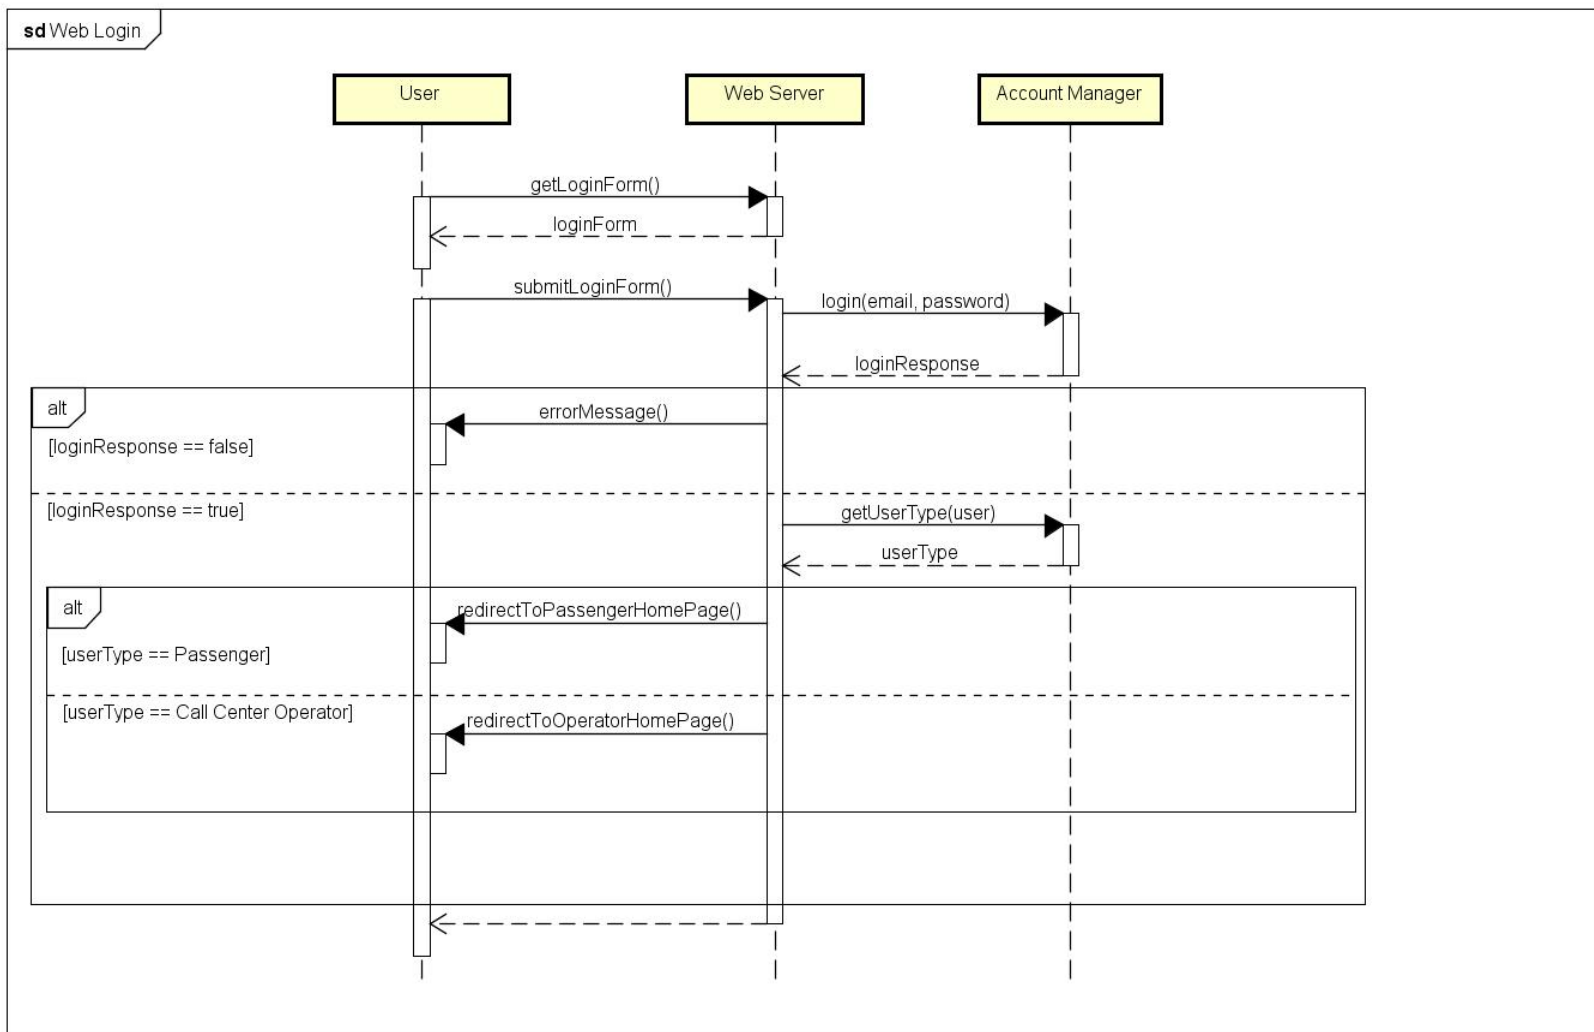 sd Web Login
User
Web Server
Account Manager
getLoginForm()
loginForm
submitLoginForm()
login(email, password)
loginResponse
alt
errorMessage()
[loginResponse == false]
[loginResponse == true]
getUserType(user)
userType
alt
redirectToPassengerHomePage()
[userType == Passenger]
[userType == Call Center Operator]
redirectToOperatorHomePage()